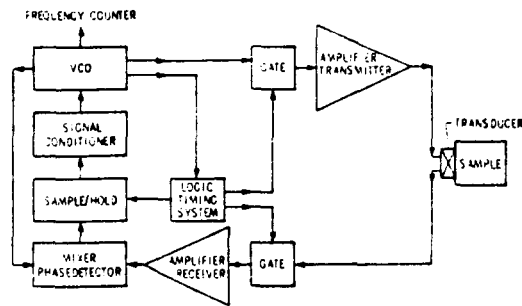 FREQUENCY COUNTER
VCO
GATE
AMPLIFIER
TRANSMITTER
TRANSDUCER
SAMPLE
SIGNAL
CONDITIONER
SAMPLE/HOLD
LOGIC
TIMING
SYSTEM
MIXER
PHASEDETECTOR
AMPLIFIER
RECEIVER
GATE